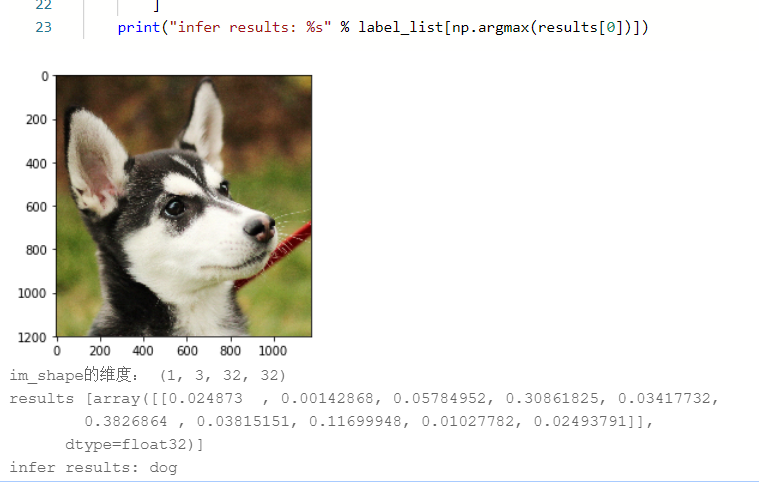 22 ]
23 print("infer results: %s" % label_list[np.argmax(results[0])])
0
200
400
600
800
1000
1200
0 200 400 600 800 1000
im_shape的维度： (1, 3, 32, 32)
results [array([[0.024873  , 0.00142868, 0.05784952, 0.30861825, 0.03417732,
0.3826864 , 0.03815151, 0.11699948, 0.01027782, 0.02493791]],
dtype=float32)]
infer results: dog